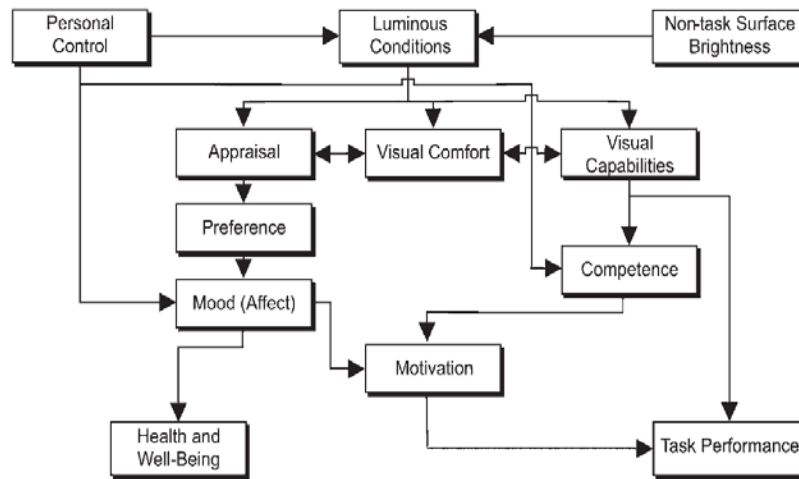 Personal
Control
Luminous
Conditions
Non-task Surface
Brightness
Appraisal
Visual Comfort
Visual
Capabilities
Preference
Competence
Mood (Affect)
Motivation
Health and
Well-Being
Task Performance